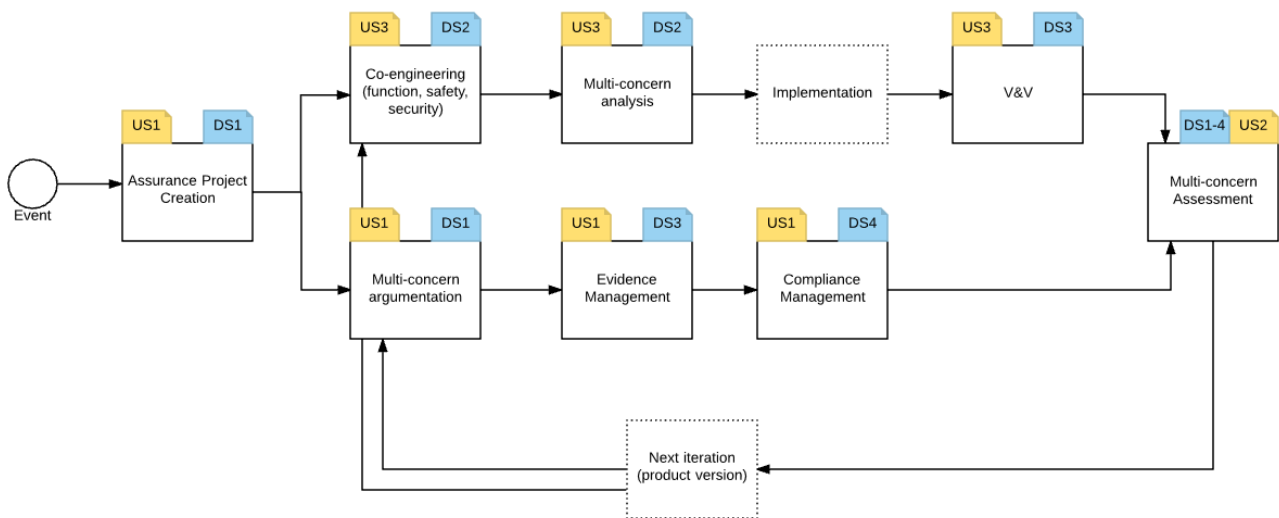 US3
DS2
US3
DS2
US3
DS3
Co-engineering
(function, safety,
security)
Multi-concern
analysis
Implementation
V&V
US1
DS1
DS1-4
US2
Event
Assurance Project
Creation
Multi-concern
Assessment
US1
DS1
US1
DS3
US1
DS4
Multi-concern
argumentation
Evidence
Management
Compliance
Management
Next iteration
(product version)